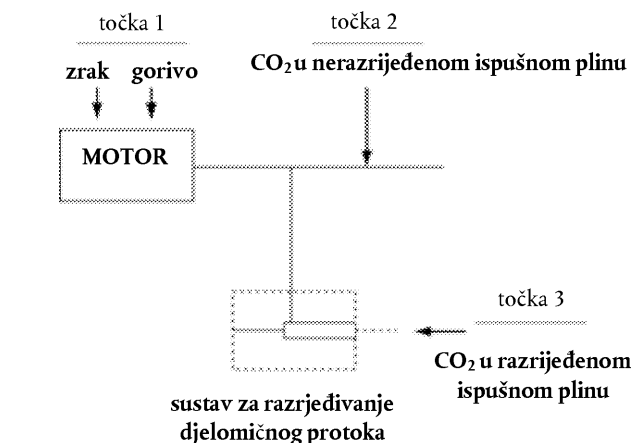 točka 1
točka 2
zrak gorivo
CO2 u nerazrijeđenom ispušnom plinu
MOTOR
točka 3
CO2 u razrijeđenom
ispušnom plinu
sustav za razrjeđivanje
djelomičnog protoka